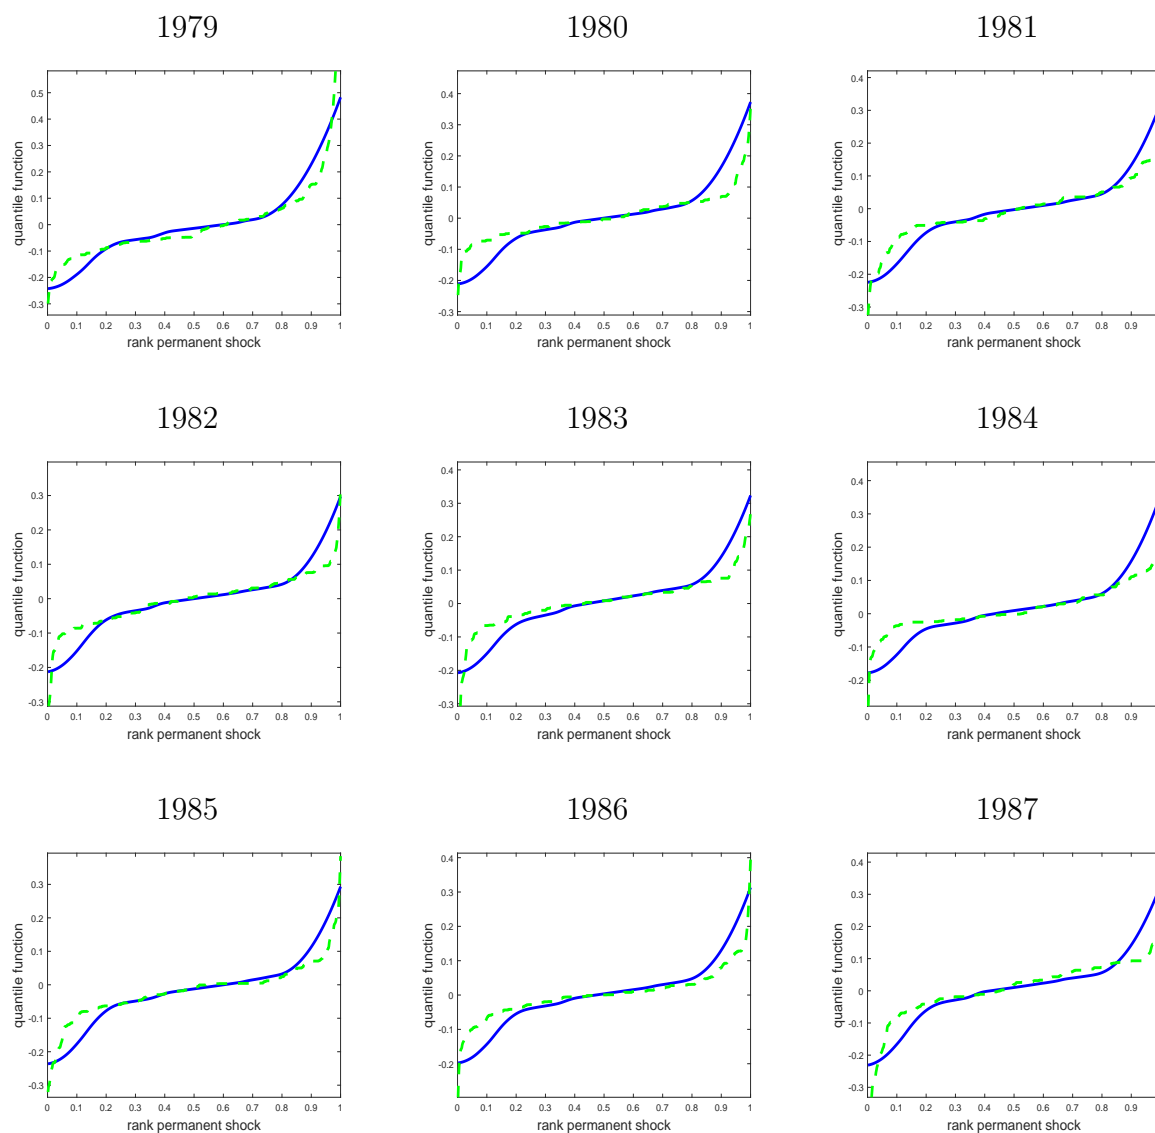 1979 1980 1981
0.5 0.4 0.3 0.2 0.1 0 -0.1 -0.2 -0.3
quantile function
0 0.1 0.2 0.3 0.4 0.5 0.6 0.7 0.8 0.9 1
rank permanent shock
0.4 0.3 0.2 0.1 0 -0.1 -0.2 -0.3
quantile function
0 0.1 0.2 0.3 0.4 0.5 0.6 0.7 0.8 0.9 1
rank permanent shock
0.4 0.3 0.2 0.1 0 -0.1 -0.2 -0.3
quantile function
0 0.1 0.2 0.3 0.4 0.5 0.6 0.7 0.8 0.9
rank permanent shock
1982 1983 1984
0.3 0.2 0.1 0 -0.1 -0.2 -0.3
quantile function
0 0.1 0.2 0.3 0.4 0.5 0.6 0.7 0.8 0.9 1
rank permanent shock
0.4 0.3 0.2 0.1 0 -0.1 -0.2 -0.3
quantile function
0 0.1 0.2 0.3 0.4 0.5 0.6 0.7 0.8 0.9 1
rank permanent shock
0.4 0.3 0.2 0.1 0 -0.1 -0.2
quantile function
0 0.1 0.2 0.3 0.4 0.5 0.6 0.7 0.8 0.9
rank permanent shock
1985 1986 1987
0.3 0.2 0.1 0 -0.1 -0.2 -0.3
quantile function
0 0.1 0.2 0.3 0.4 0.5 0.6 0.7 0.8 0.9 1
rank permanent shock
0.4 0.3 0.2 0.1 0 -0.1 -0.2
quantile function
0 0.1 0.2 0.3 0.4 0.5 0.6 0.7 0.8 0.9 1
rank permanent shock
0.4 0.3 0.2 0.1 0 -0.1 -0.2 -0.3
quantile function
0 0.1 0.2 0.3 0.4 0.5 0.6 0.7 0.8 0.9
rank permanent shock